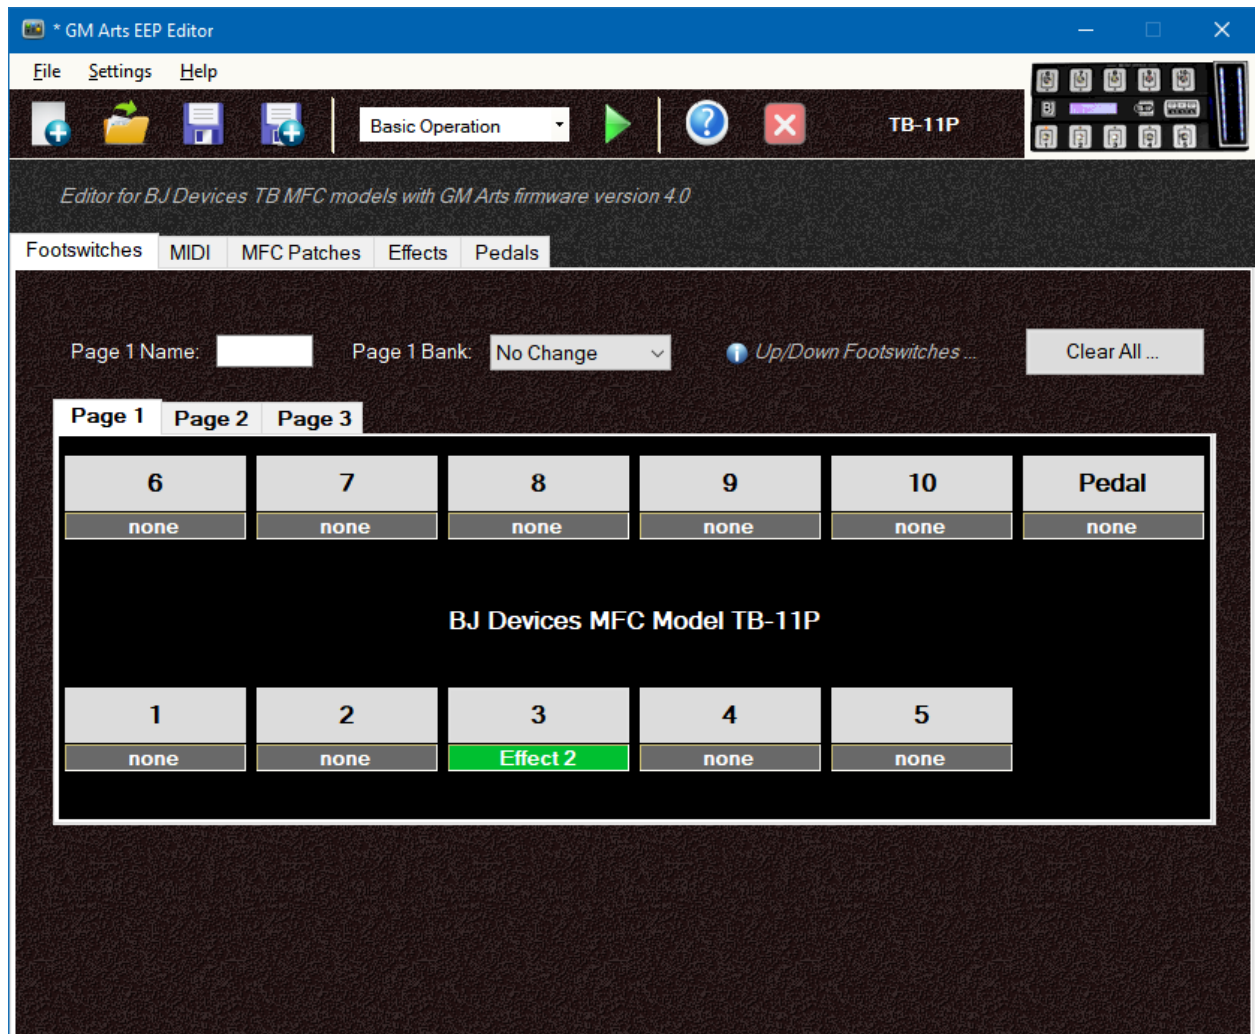 * GM Arts EEP Editor
File Settings Help
Basic Operation
TB-11P
BJ
Editor for BJ Devices TB MFC models with GM Arts firmware version 4.0
Footswitches MIDI MFC Patches Effects Pedals
Page 1 Name: Page 1 Bank: No Change Up/Down Footswitches ... Clear All ...
Page 1 Page 2 Page 3
6 7 8 9 10 Pedal
none none none none none none
BJ Devices MFC Model TB-11P
1 2 3 4 5
none none Effect 2 none none